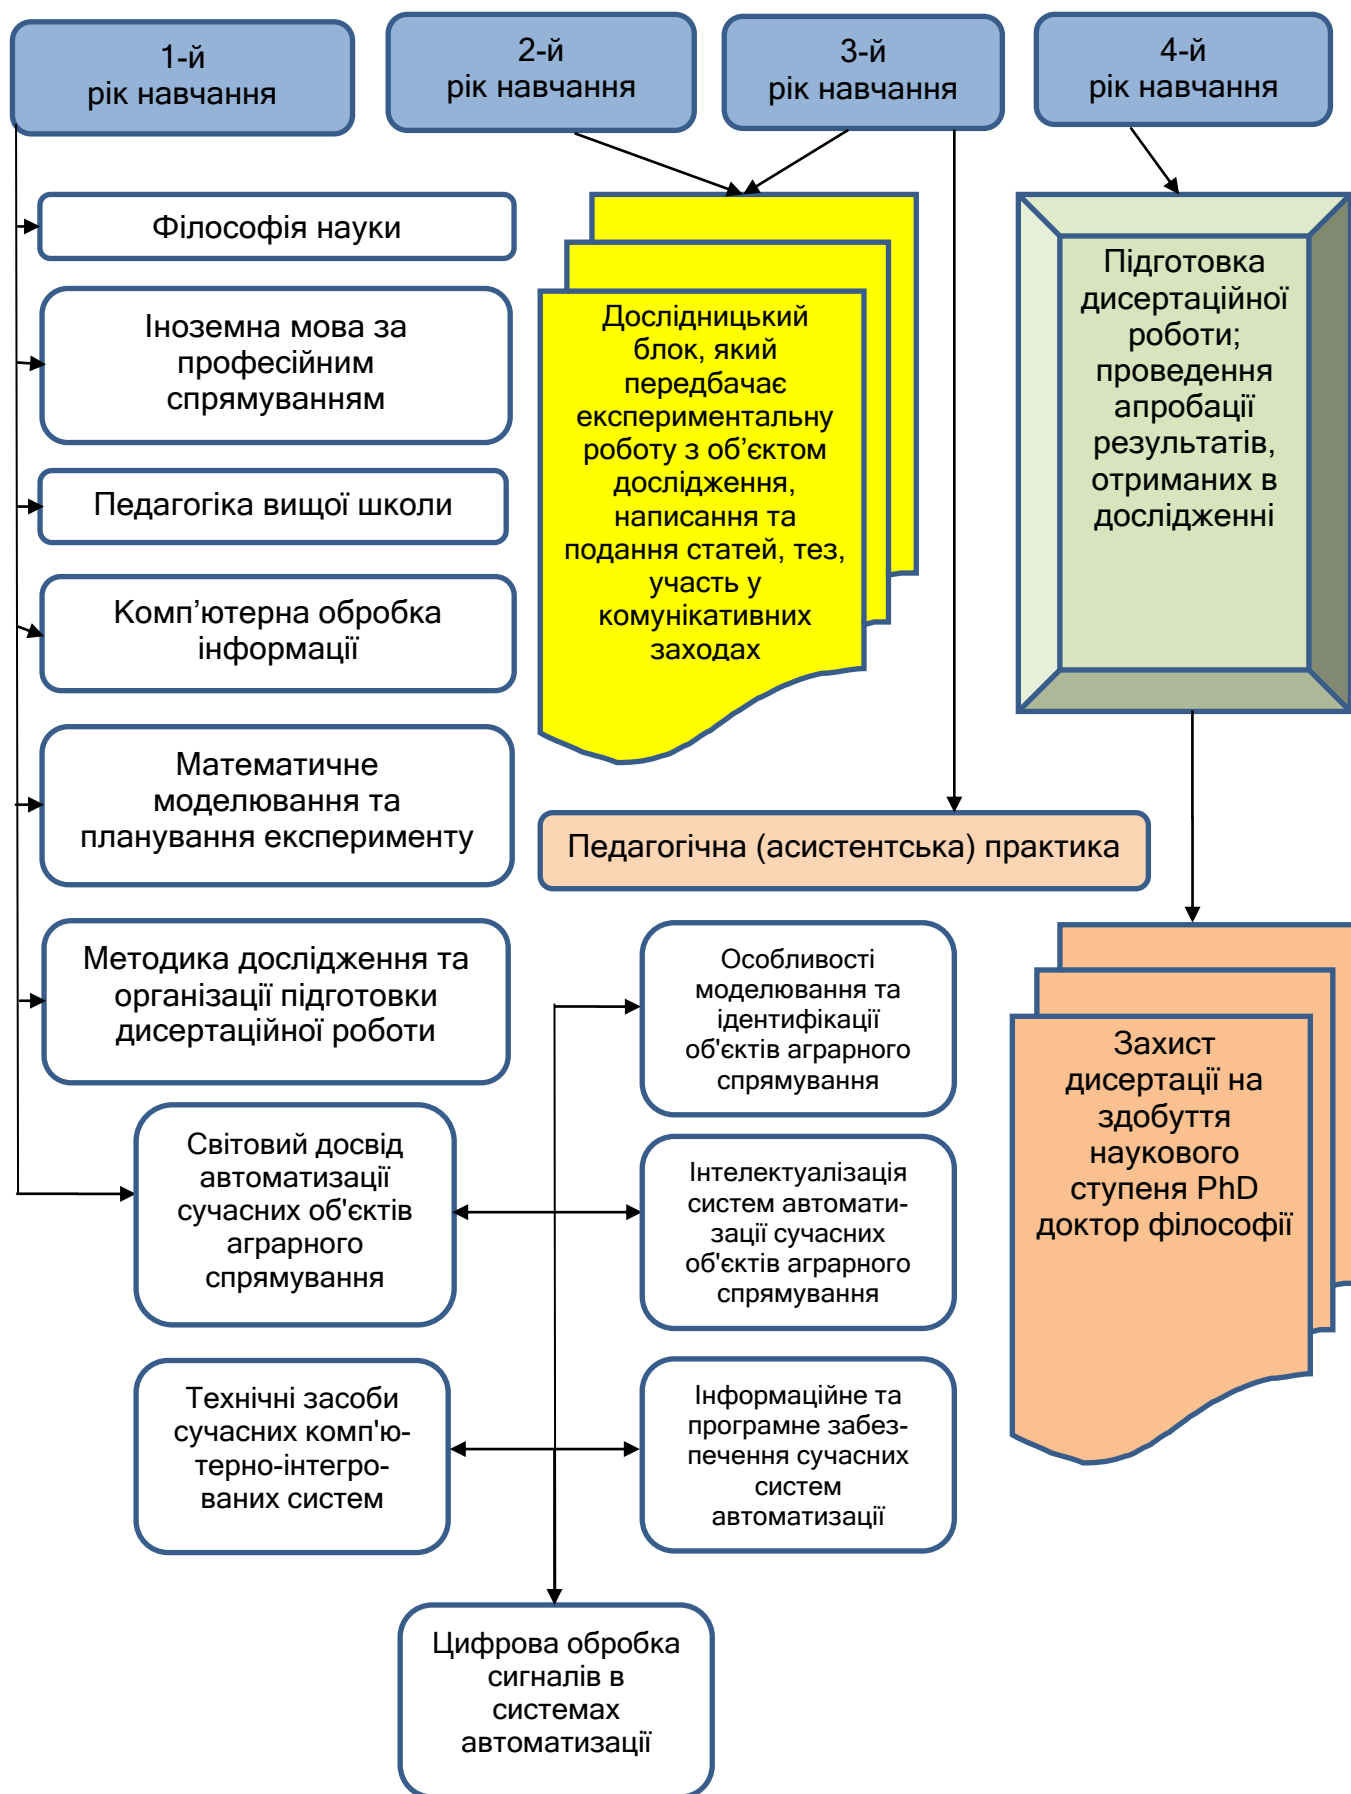 1-й
рік навчання
2-й
рік навчання
3-й
рік навчання
4-й
рік навчання
Філософія науки
Іноземна мова за
професійним
спрямуванням
Педагогіка вищої школи
Комп’ютерна обробка
інформації
Математичне
моделювання та
планування експерименту
Методика дослідження та
організації підготовки
дисертаційної роботи
Світовий досвід
автоматизації
сучасних об'єктів
аграрного
спрямування
Технічні засоби
сучасних комп'ю-
терно-інтегро-
ваних систем
Дослідницький
блок, який
передбачає
експериментальну
роботу з об’єктом
дослідження,
написання та
подання статей, тез,
участь у
комунікативних
заходах
Педагогічна (асистентська) практика
Особливості
моделювання та
ідентифікації
об'єктів аграрного
спрямування
Інтелектуалізація
систем автомати-
зації сучасних
об'єктів аграрного
спрямування
Інформаційне та
програмне забез-
печення сучасних
систем
автоматизації
Цифрова обробка
сигналів в
системах
автоматизації
Підготовка
дисертаційної
роботи;
проведення
апробації
результатів,
отриманих в
дослідженні
Захист
дисертації на
здобуття
наукового
ступеня PhD
доктор філософії